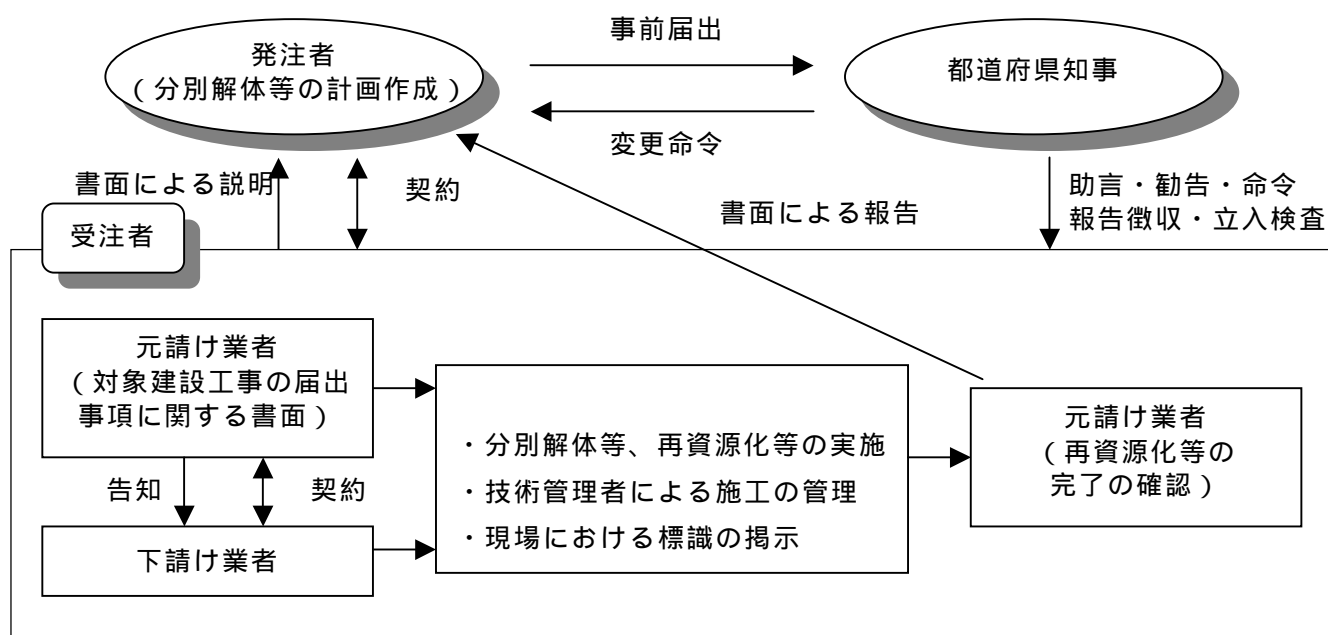 事前届出
発注者
（分別解体等の計画作成）
都道府県知事
変更命令
書面による説明
契約
書面による報告
助言・勧告・命令
報告徴収・立入検査
受注者
元請け業者
（対象建設工事の届出
事項に関する書面）
告知
契約
下請け業者
・分別解体等、再資源化等の実施
・技術管理者による施工の管理
・現場における標識の掲示
元請け業者
（再資源化等の
完了の確認）